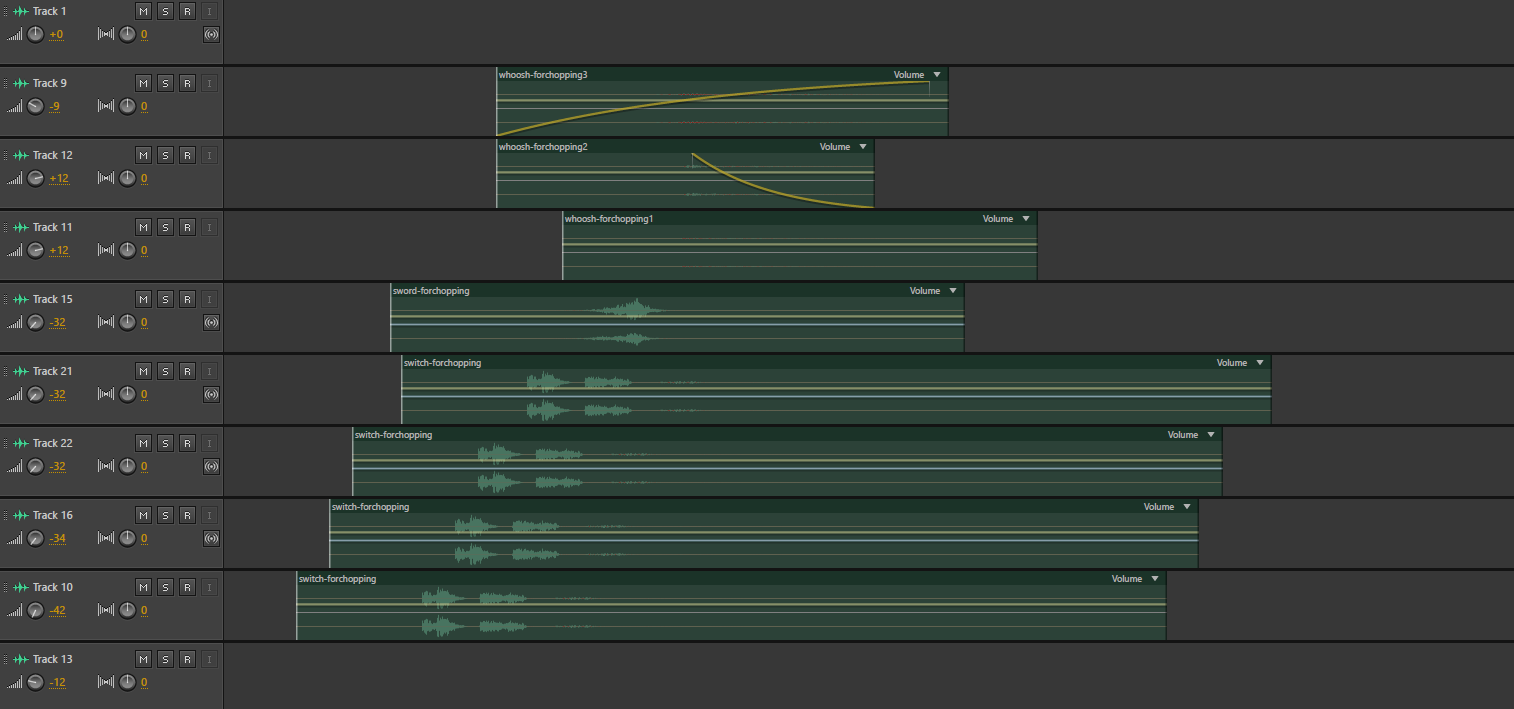 Track 1 M S R I
+0 0
Track 9 M S R I
-9 0
whoosh-forchopping3 Volume
Track 12 M S R I
+12 0
whoosh-forchopping2 Volume
Track 11 M S R I
+12 0
whoosh-forchopping1 Volume
Track 15 M S R I
-32 0
sword-forchopping Volume
Track 21 M S R I
-32 0
switch-forchopping Volume
Track 22 M S R I
-32 0
switch-forchopping Volume
Track 16 M S R I
-34 0
switch-forchopping Volume
Track 10 M S R I
-42 0
switch-forchopping Volume
Track 13 M S R I
-12 0